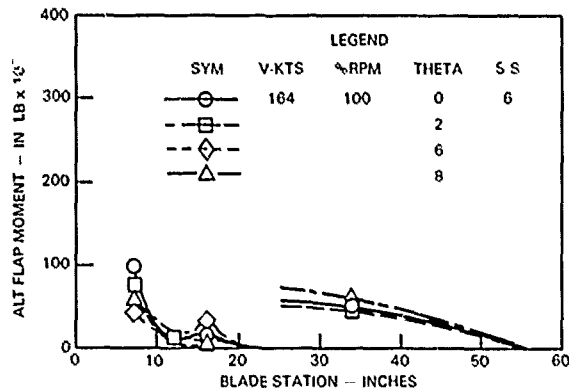 400
300
200
100
0
ALT FLAP MOMENT – IN LB x
LEGEND
SYM V-KTS %RPM THETA S S
164 100 0 6
2
6
8
0 10 20 30 40 50 60
BLADE STATION – INCHES